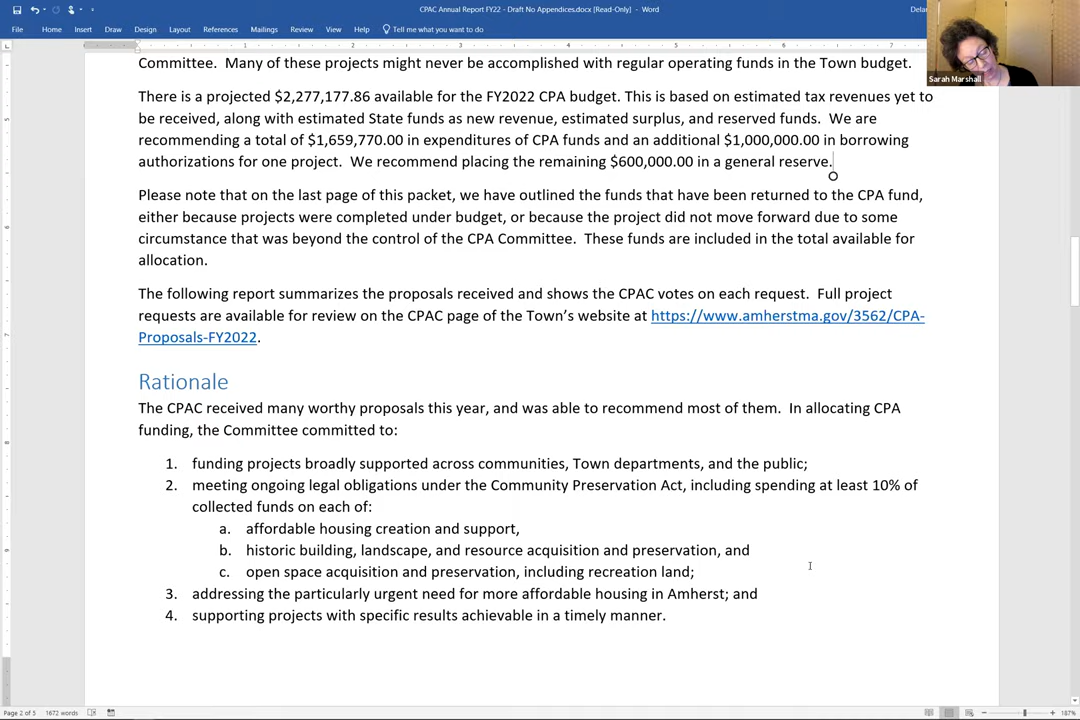 CPAC Annual Report FY22 - Draft No Appendices.docx [Read-Only] - Word
File Home Insert Draw Design Layout References Mailings Review View Help Tell me what you want to do
1 2 3 4 5 6 7
Sarah Marshall
Committee. Many of these projects might never be accomplished with regular operating funds in the Town budget.
There is a projected $2,277,177.86 available for the FY2022 CPA budget. This is based on estimated tax revenues yet to
be received, along with estimated State funds as new revenue, estimated surplus, and reserved funds. We are
recommending a total of $1,659,770.00 in expenditures of CPA funds and an additional $1,000,000.00 in borrowing
authorizations for one project. We recommend placing the remaining $600,000.00 in a general reserve.
Please note that on the last page of this packet, we have outlined the funds that have been returned to the CPA fund,
either because projects were completed under budget, or because the project did not move forward due to some
circumstance that was beyond the control of the CPA Committee. These funds are included in the total available for
allocation.
The following report summarizes the proposals received and shows the CPAC votes on each request. Full project
requests are available for review on the CPAC page of the Town's website at https://www.amherstma.gov/3562/CPA-
Proposals-FY2022.
Rationale
The CPAC received many worthy proposals this year, and was able to recommend most of them. In allocating CPA
funding, the Committee committed to:
1. funding projects broadly supported across communities, Town departments, and the public;
2. meeting ongoing legal obligations under the Community Preservation Act, including spending at least 10% of
collected funds on each of:
a. affordable housing creation and support,
b. historic building, landscape, and resource acquisition and preservation, and
c. open space acquisition and preservation, including recreation land;
3. addressing the particularly urgent need for more affordable housing in Amherst; and
4. supporting projects with specific results achievable in a timely manner.
Page 2 of 5 1672 words 187%